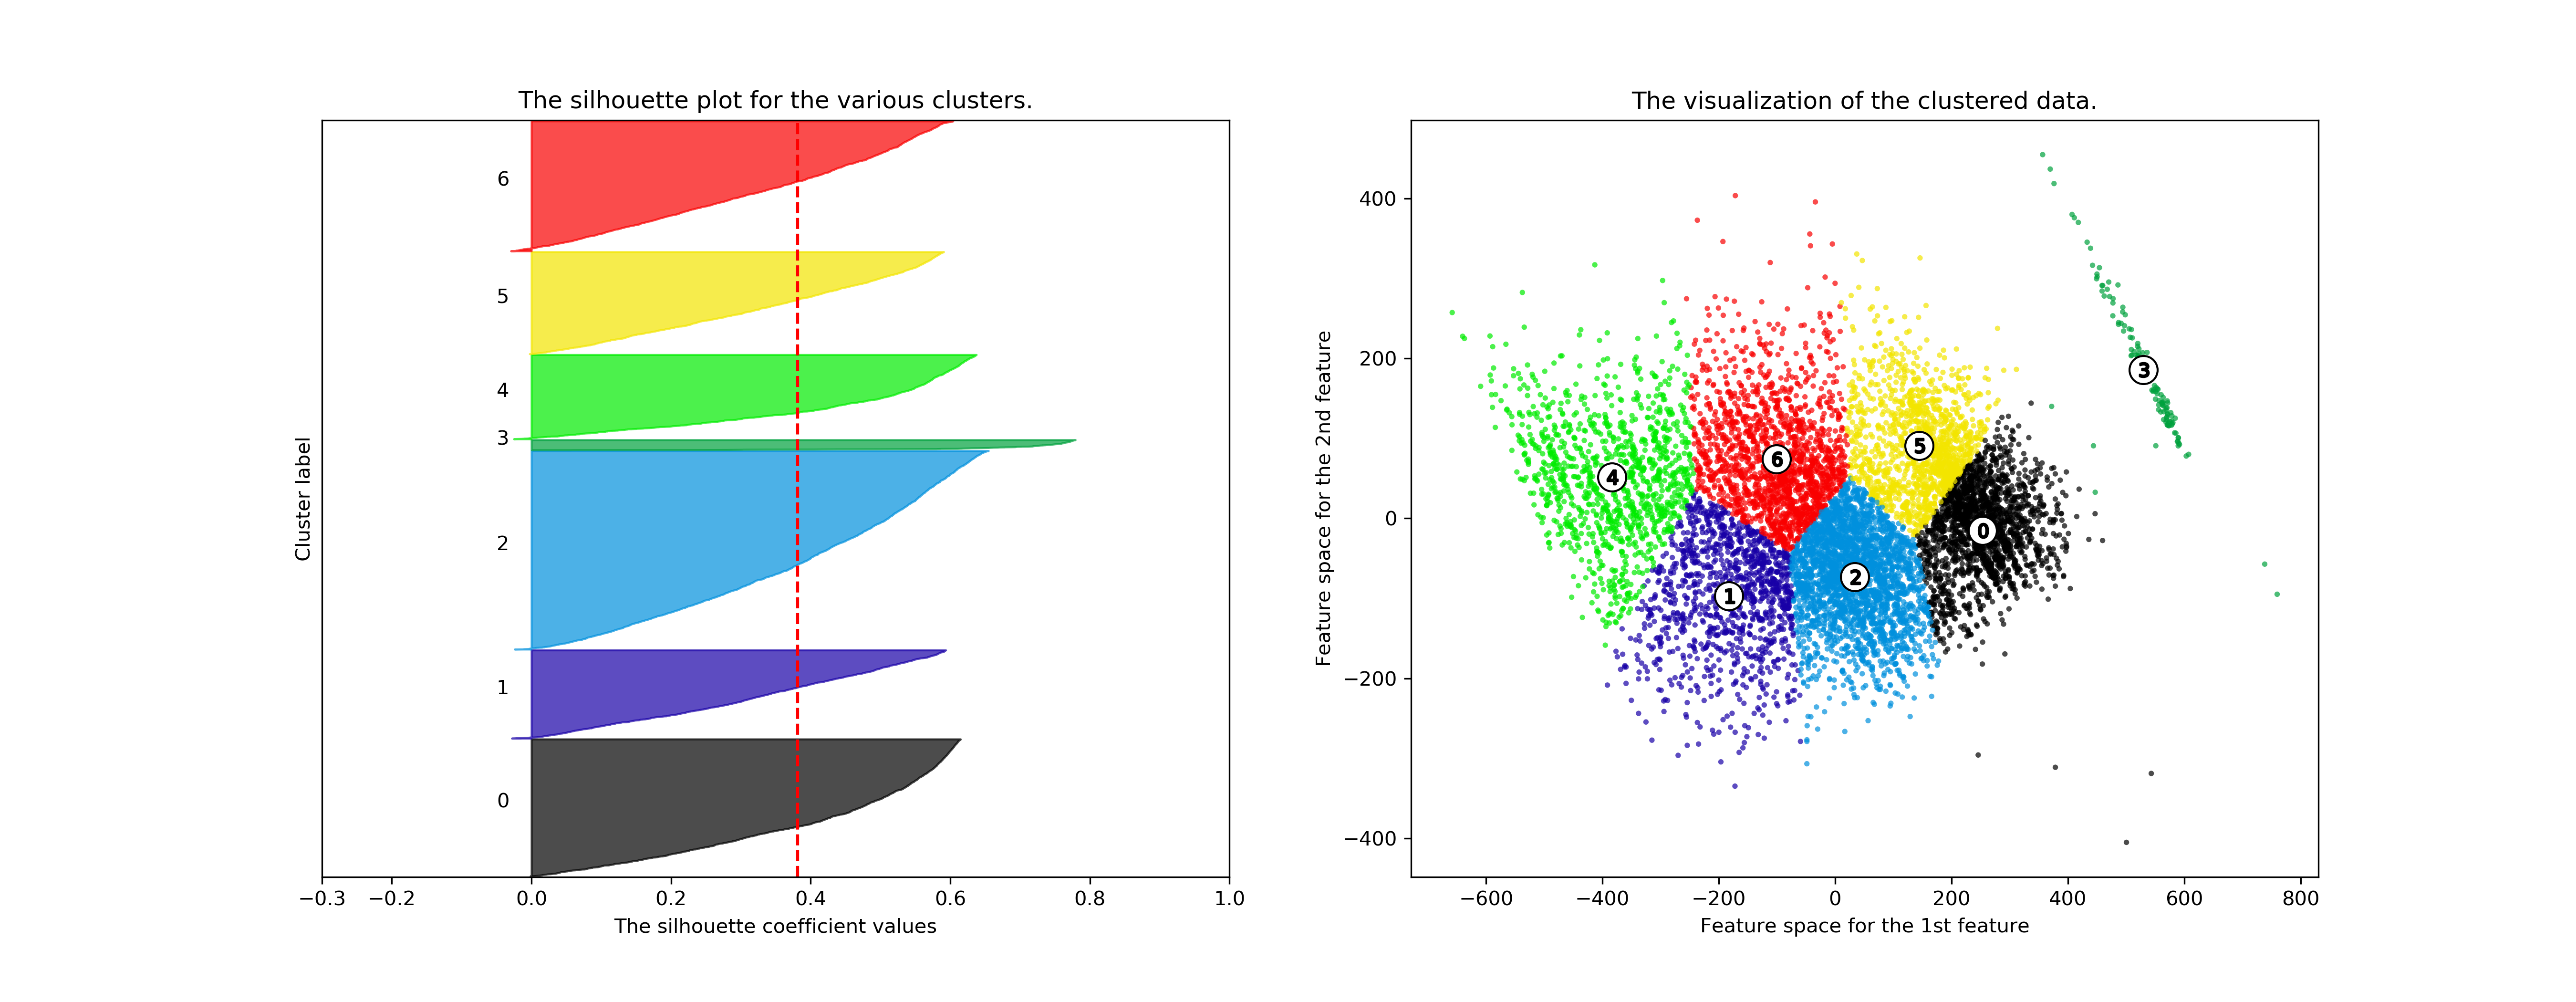 The silhouette plot for the various clusters.
6
5
4
3
2
1
0
Cluster label
−0.3 −0.2 0.0 0.2 0.4 0.6 0.8 1.0
The silhouette coefficient values
The visualization of the clustered data.
400
200
0
−200
−400
Feature space for the 2nd feature
3
5
6
4
0
2
1
−600 −400 −200 0 200 400 600 800
Feature space for the 1st feature